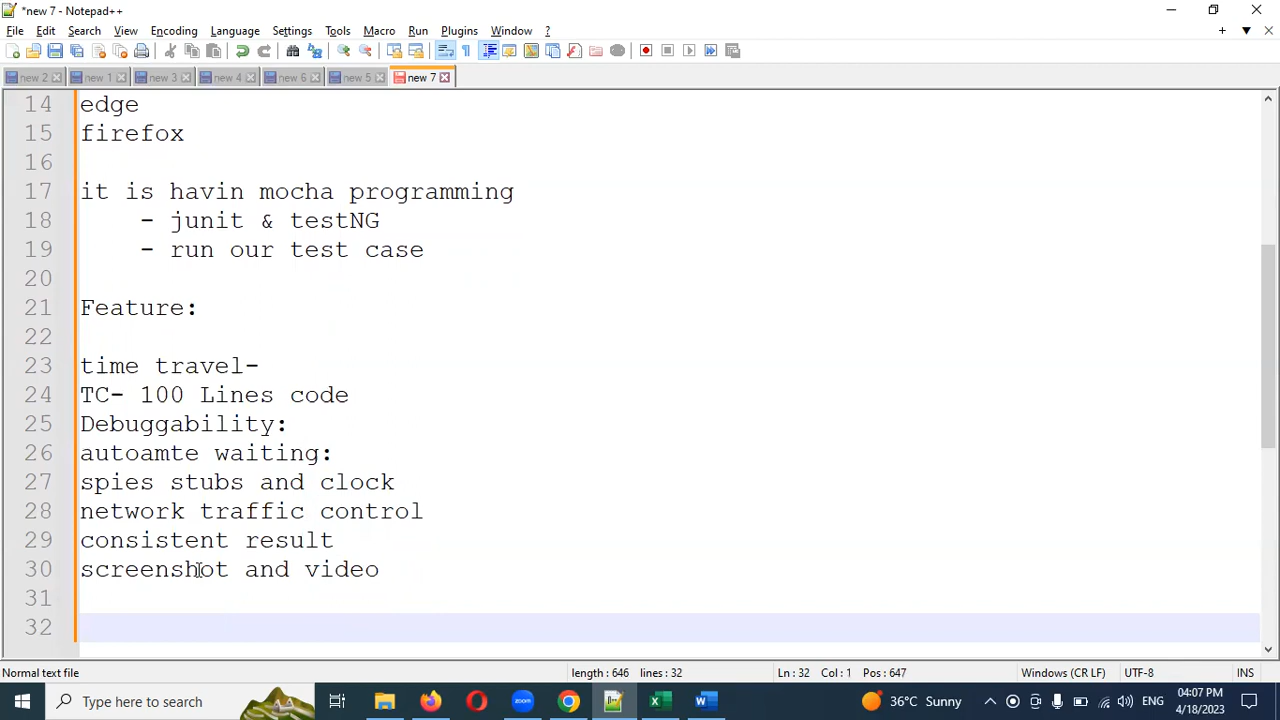 *new 7 - Notepad++
File Edit Search View Encoding Language Settings Tools Macro Run Plugins Window ?
new 2 new 1 new 3 new 4 new 6 new 5 new 7
14 edge
15 firefox
16
17 it is havin mocha programming
18 - junit & testNG
19 - run our test case
20
21 Feature:
22
23 time travel-
24 TC- 100 Lines code
25 Debuggability:
26 autoamte waiting:
27 spies stubs and clock
28 network traffic control
29 consistent result
30 screenshot and video
31
32
Normal text file length : 646 lines : 32 Ln : 32 Col : 1 Pos : 647 Windows (CR LF) UTF-8 INS
Type here to search 36°C Sunny ENG 04:07 PM
4/18/2023